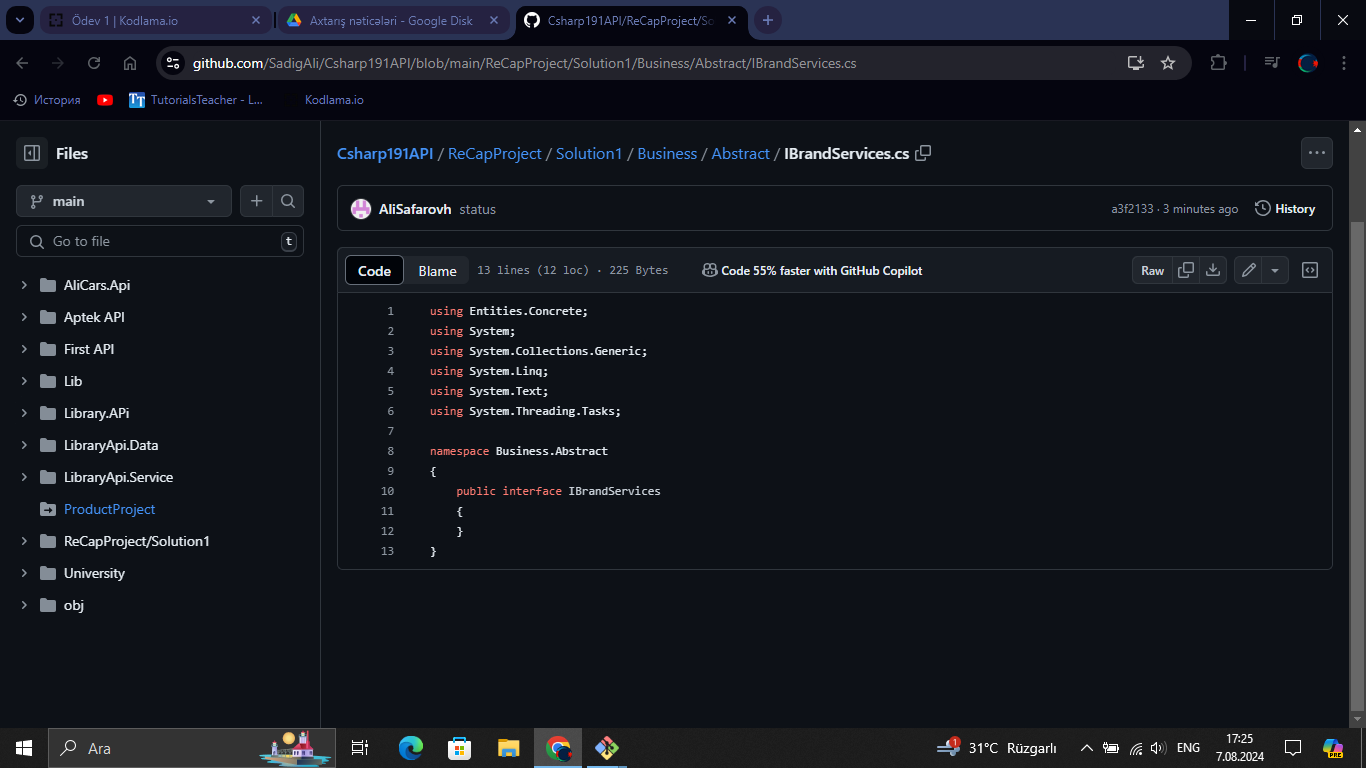 Ödev 1 | Kodlama.io
Axtarış nəticələri - Google Disk
Csharp191API/ReCapProject/So
github.com/SadigAli/Csharp191API/blob/main/ReCapProject/Solution1/Business/Abstract/IBrandServices.cs
История
TT
TutorialsTeacher - L...
Kodlama.io
Files
main
Go to file
t
AliCars.Api
Aptek API
First API
Lib
Library.APi
LibraryApi.Data
LibraryApi.Service
ProductProject
ReCapProject/Solution1
University
obj
Csharp191API / ReCapProject / Solution1 / Business / Abstract / IBrandServices.cs
AliSafarovh status
a3f2133 · 3 minutes ago
History
Code
Blame
13 lines (12 loc) · 225 Bytes
Code 55% faster with GitHub Copilot
Raw
1 using Entities.Concrete;
2 using System;
3 using System.Collections.Generic;
4 using System.Linq;
5 using System.Text;
6 using System.Threading.Tasks;
7
8 namespace Business.Abstract
9 {
10 public interface IBrandServices
11 {
12 }
13 }
Ara
1
31°C Rüzgarlı
ENG
17:25
7.08.2024
PRE